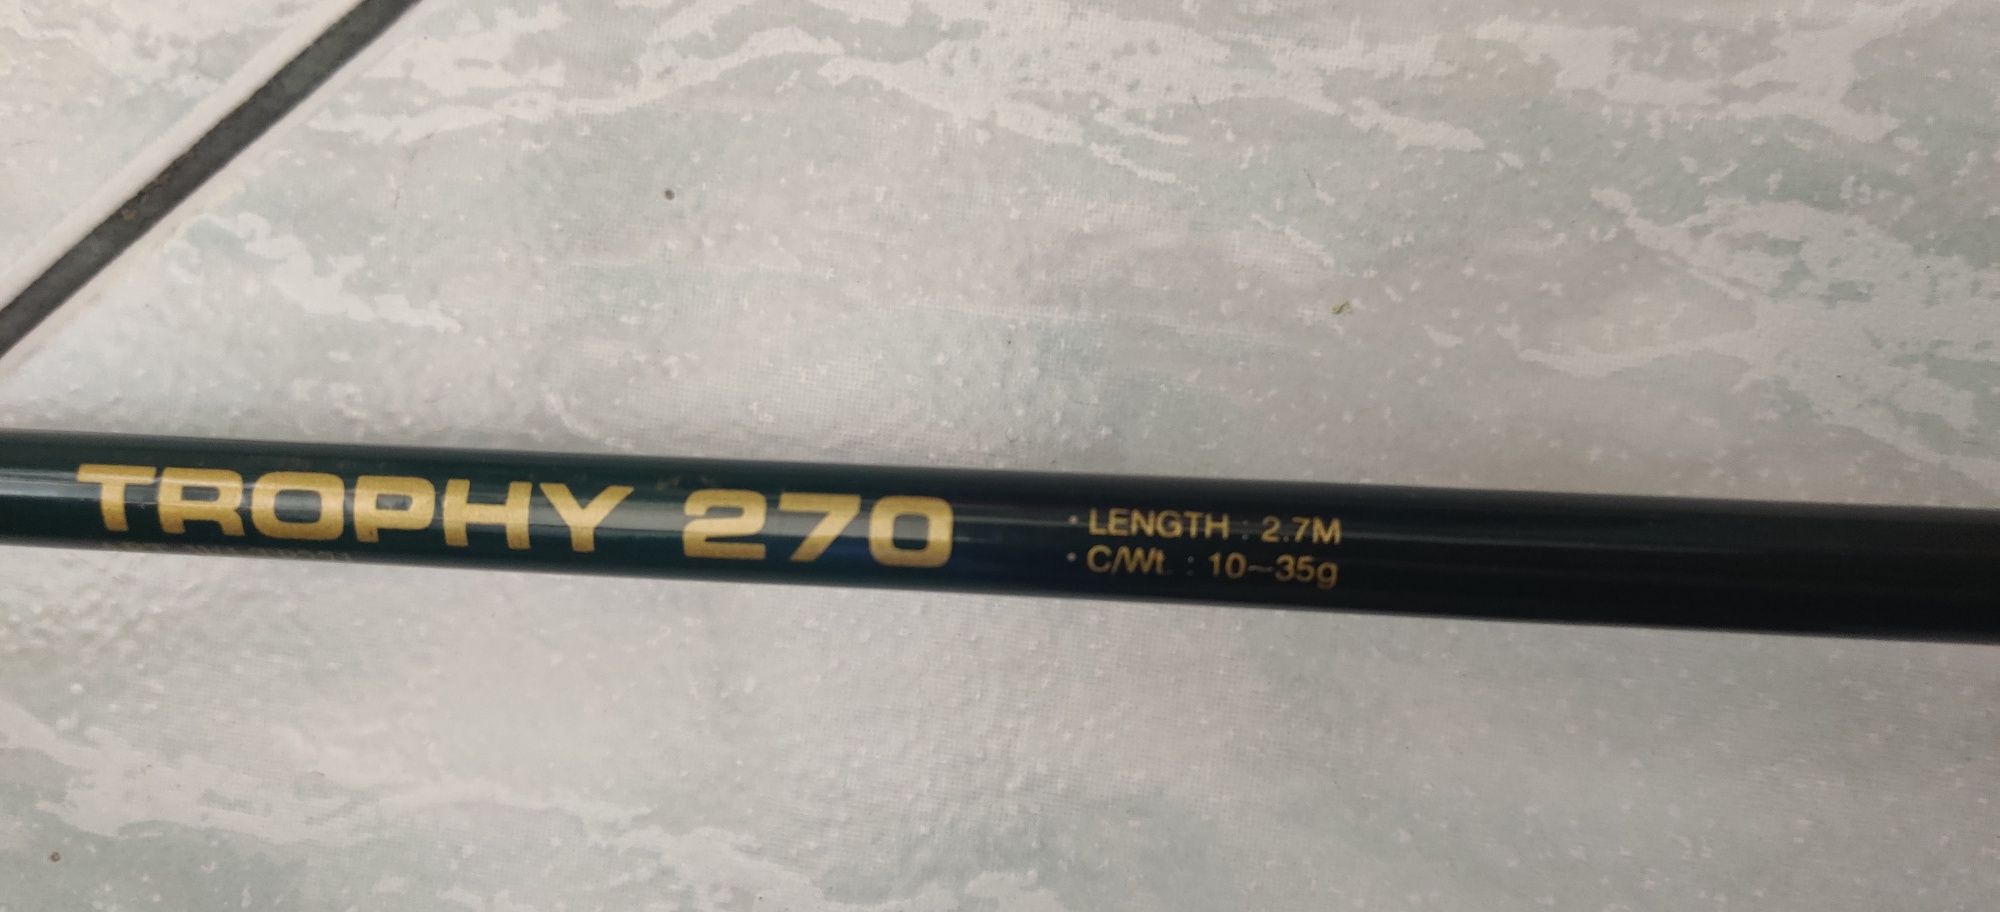 TROPHY 270
· LENGTH : 2.7M
· C/Wt. : 10~35g